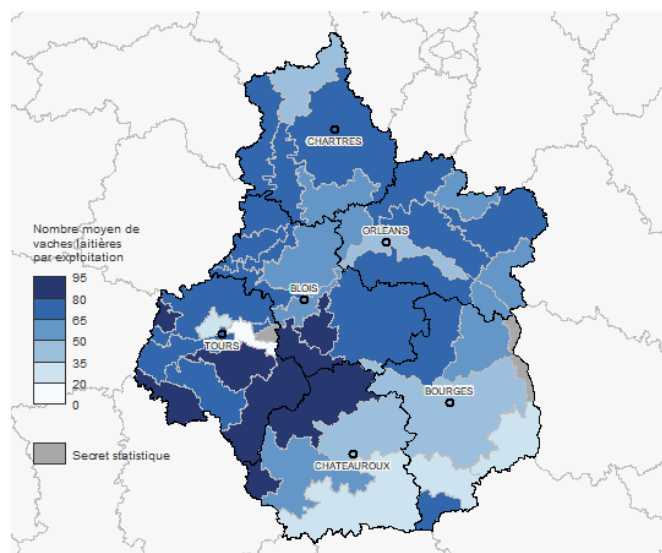 CHARTRES
ORLEANS
Nombre moyen de
vaches laitières
par exploitation
95
80
65
50
35
20
0
BLOIS
TOURS
BOURGES
Secret statistique
CHATEAUROUX